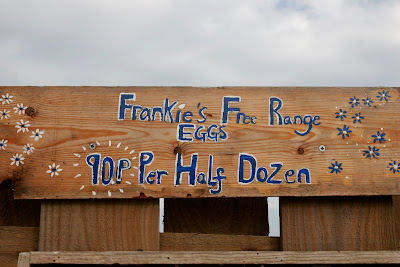 Frankie's Free Range
EGGS
90P Per Half Dozen